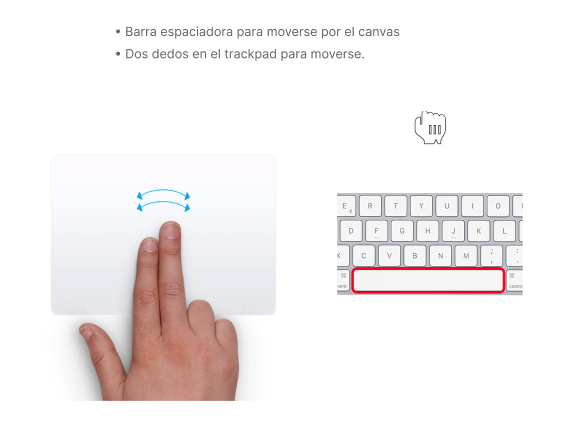 • Barra espaciadora para moverse por el canvas
• Dos dedos en el trackpad para moverse.
E R T Y U I O
€
D F G H J K L
X C V B N M ; :
, .
⌘ ⌘